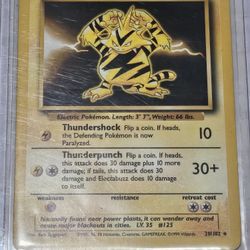 Electric Pokémon. Length: 3' 7", Weight: 66 lbs.
Thundershock Flip a coin. If heads,
the Defending Pokémon is now
Paralyzed.
10
Thunderpunch Flip a coin. If heads,
this attack does 30 damage plus 10 more
damage; if tails, this attack does 30
damage and Electabuzz does 10 damage to
itself.
30+
weakness
resistance
retreat cost
-30
Normally found near power plants, it can wander away and
cause major blackouts in cities. LV. 35 #125